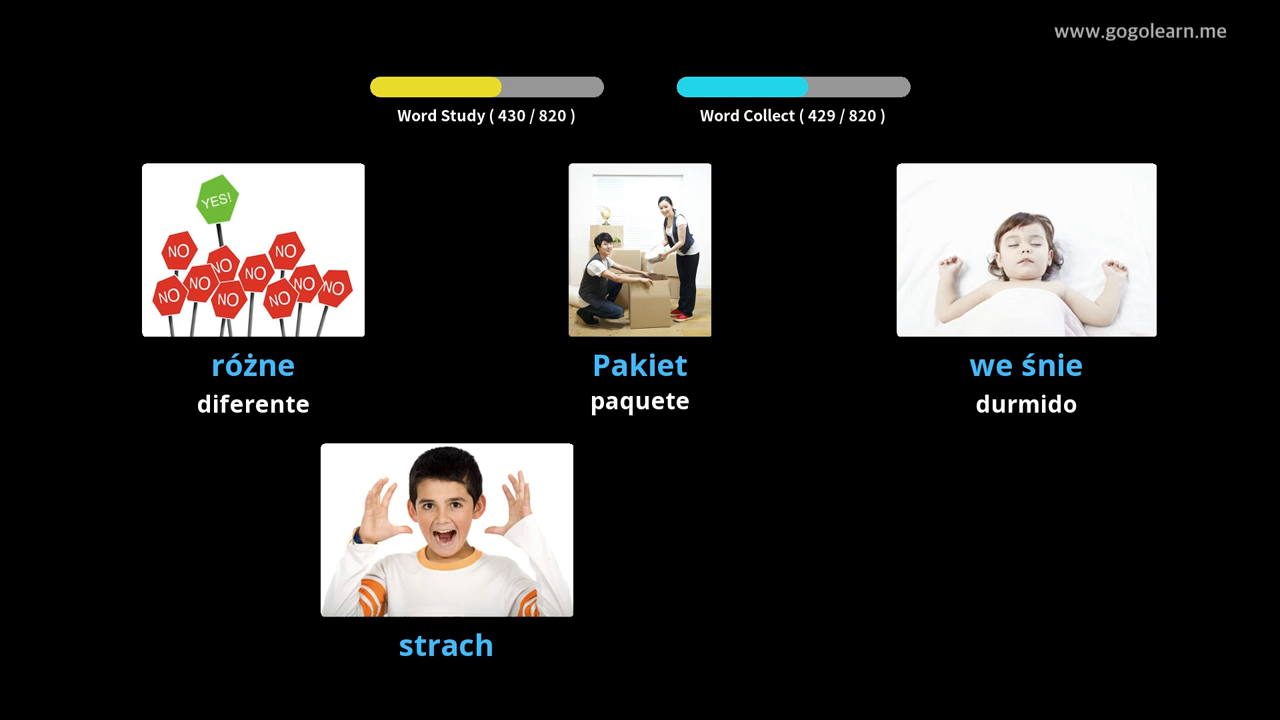 www.gogolearn.me
Word Study ( 430 / 820 )
Word Collect ( 429 / 820 )
YES!
NO
NO
NO
NO
NO
NO
NO
NO
NO
NO
różne
diferente
Pakiet
paquete
we śnie
durmido
strach